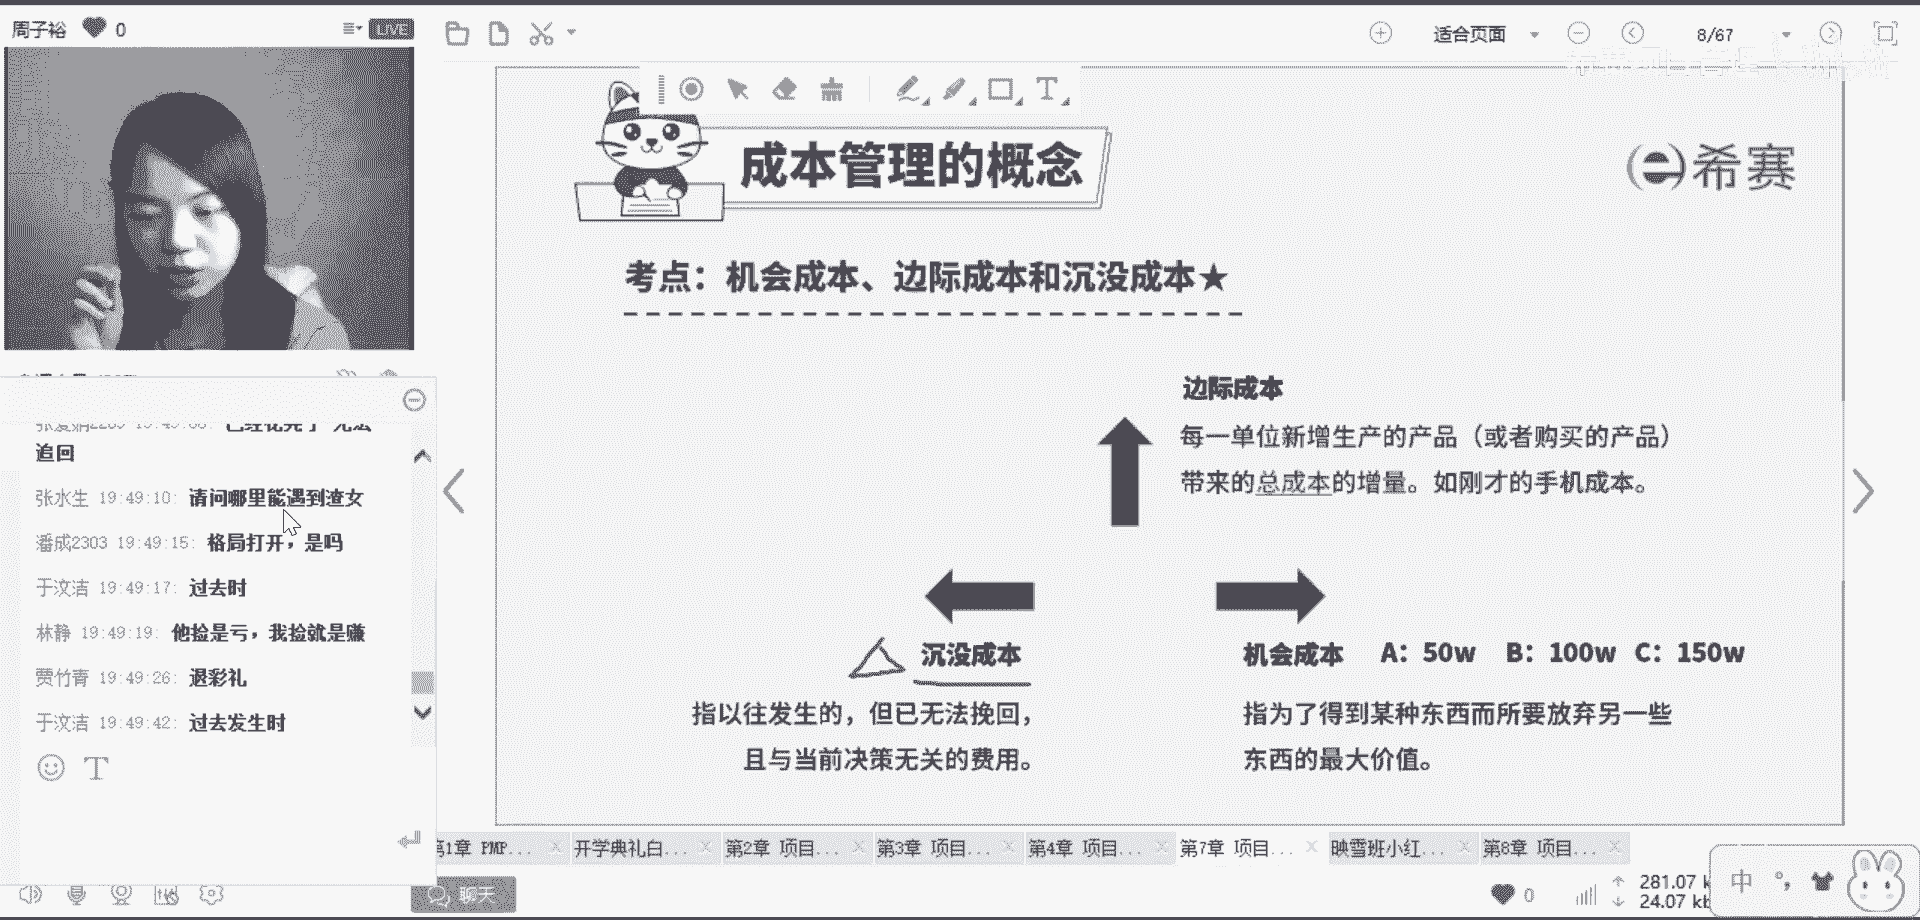 周子裕 0
LIVE
适合页面
8/67
成本管理的概念
希赛
考点：机会成本、边际成本和沉没成本★
边际成本
每一单位新增生产的产品（或者购买的产品）
带来的总成本的增量。如刚才的手机成本。
沉没成本
指以往发生的，但已无法挽回，
且与当前决策无关的费用。
机会成本 A：50w B：100w C：150w
指为了得到某种东西而所要放弃另一些
东西的最大价值。
追回
张水生 19:49:10: 请问哪里能遇到渣女
潘成2303 19:49:15: 格局打开，是吗
于汶洁 19:49:17: 过去时
林静 19:49:19: 他捡是亏，我捡就是赚
贾竹青 19:49:26: 退彩礼
于汶洁 19:49:42: 过去发生时
T
第1章 PMP...
开学典礼白...
第2章 项目...
第3章 项目...
第4章 项目...
第7章 项目...
映雪班小红...
第8章 项目...
聊天
0
281.07
24.07
中